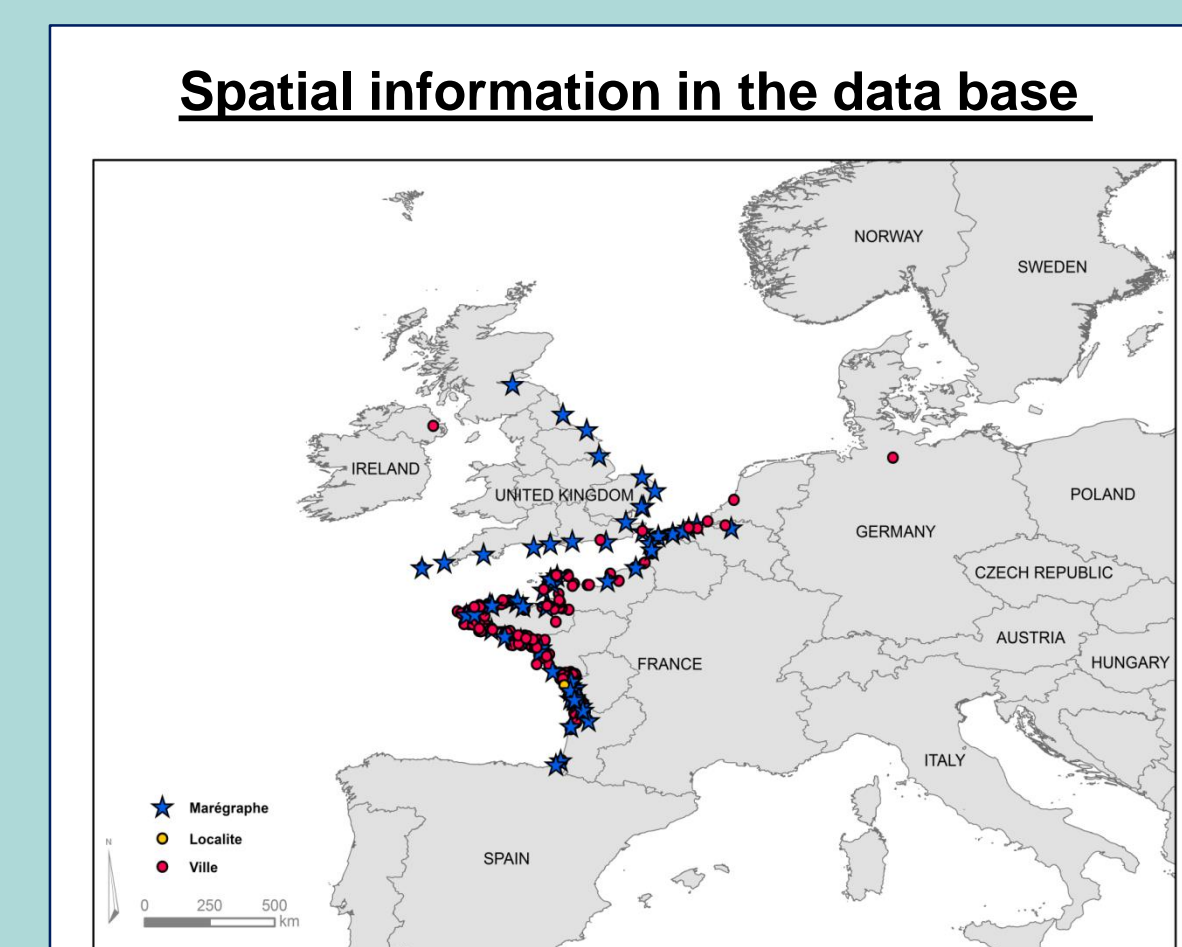 Spatial information in the data base
NORWAY
SWEDEN
IRELAND
UNITED KINGDOM
POLAND
GERMANY
CZECH REPUBLIC
AUSTRIA
HUNGARY
FRANCE
ITALY
SPAIN
Marégraphe
Localite
Ville
N
0 250 500
km